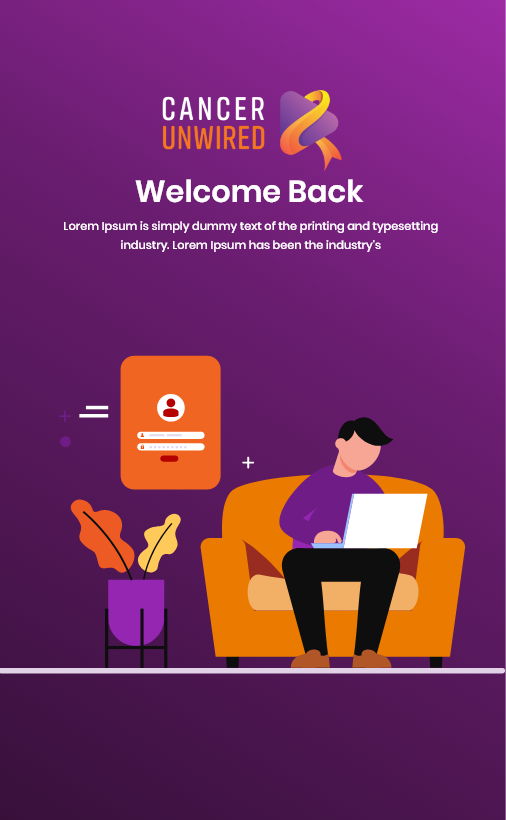 CANCER
UNWIRED
Welcome Back
Lorem Ipsum is simply dummy text of the printing and typesetting
industry. Lorem Ipsum has been the industry's